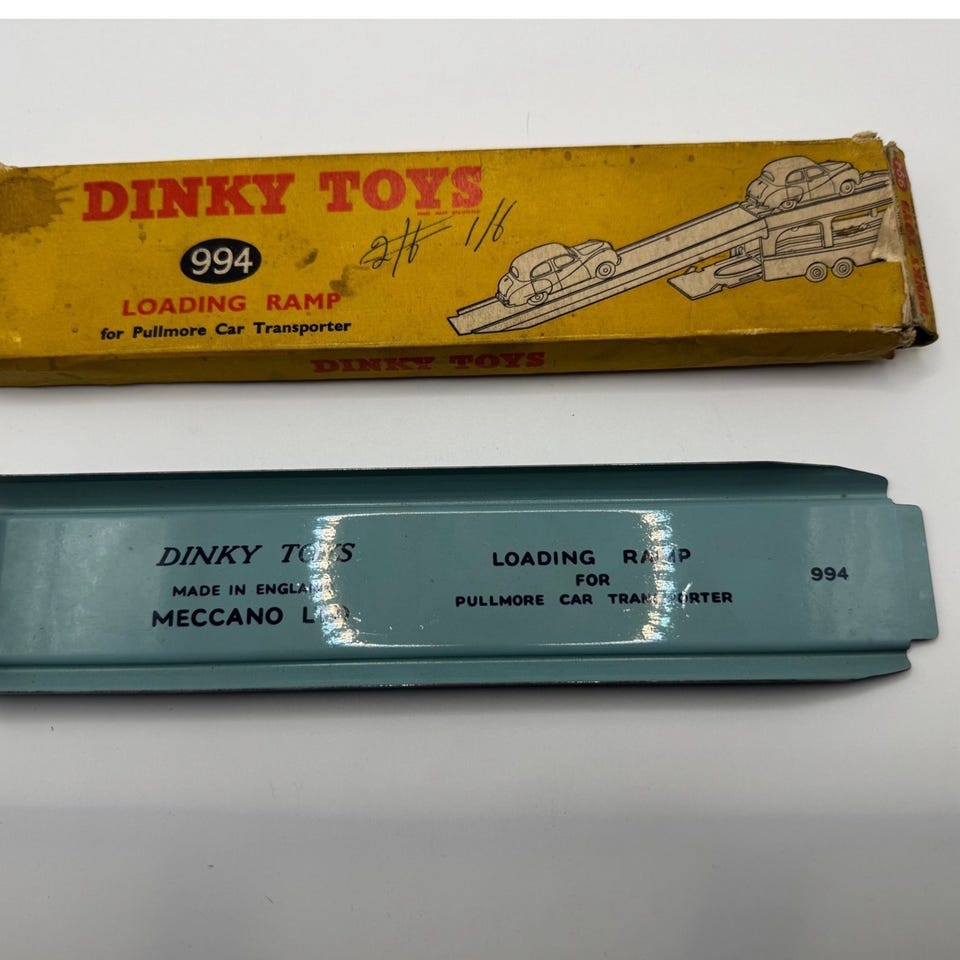 DINKY TOYS
2/6 1/6
994
LOADING RAMP
for Pullmore Car Transporter
DINKY TOYS
994
DINKY TOYS
MADE IN ENGLAND
MECCANO LTD
LOADING RAMP
FOR
PULLMORE CAR TRANSPORTER
994